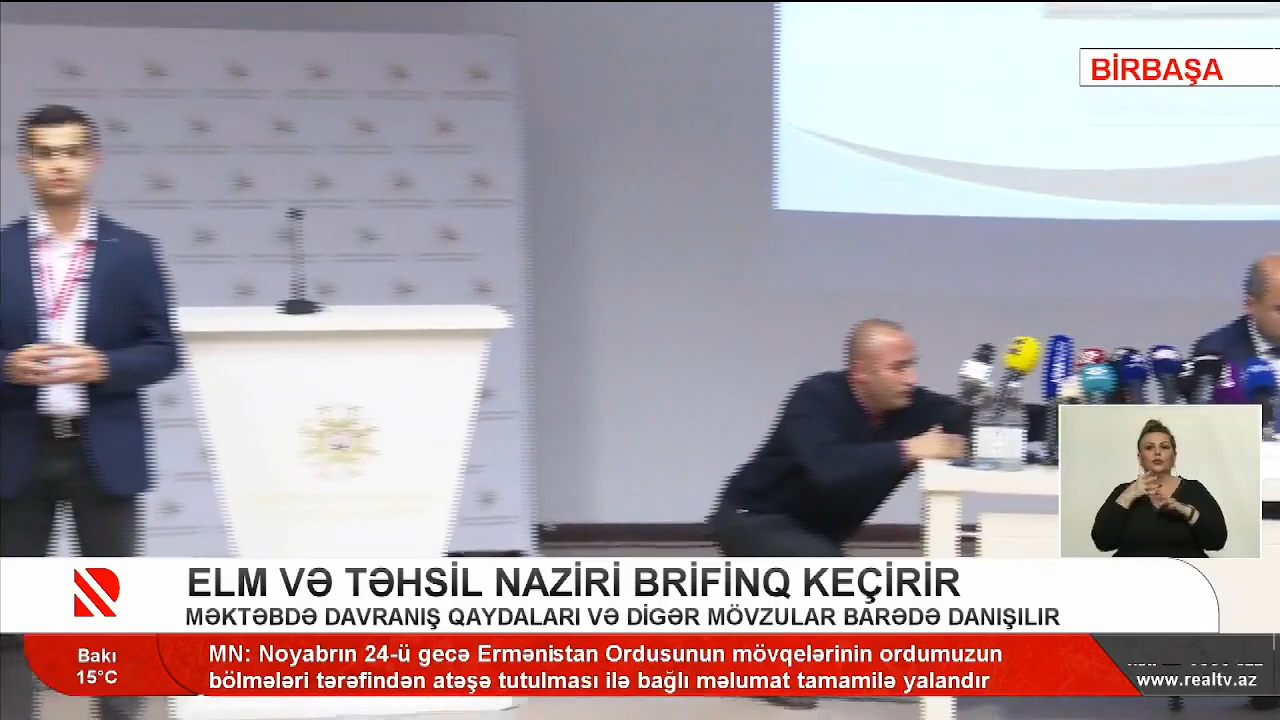 BİRBAŞA
ELM VƏ TƏHSİL NAZİRİ BRİFİNQ KEÇİRİR
MƏKTƏBDƏ DAVRANIŞ QAYDALARI VƏ DİGƏR MÖVZULAR BARƏDƏ DANIŞILIR
Bakı
15°C
MN: Noyabrın 24-ü gecə Ermənistan Ordusunun mövqelərinin ordumuzun
bölmələri tərəfindən atəşə tutulması ilə bağlı məlumat tamamilə yalandır
www.realtv.az